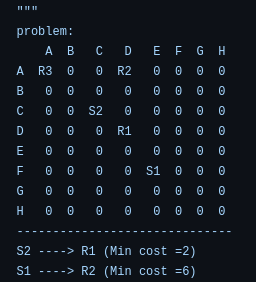 """
problem:
    A  B   C   D   E  F  G  H
A  R3  0   0  R2   0  0  0  0
B   0  0   0   0   0  0  0  0
C   0  0  S2   0   0  0  0  0
D   0  0   0  R1   0  0  0  0
E   0  0   0   0   0  0  0  0
F   0  0   0   0  S1  0  0  0
G   0  0   0   0   0  0  0  0
H   0  0   0   0   0  0  0  0
------------------------------
S2 ----> R1 (Min cost =2)
S1 ----> R2 (Min cost =6)